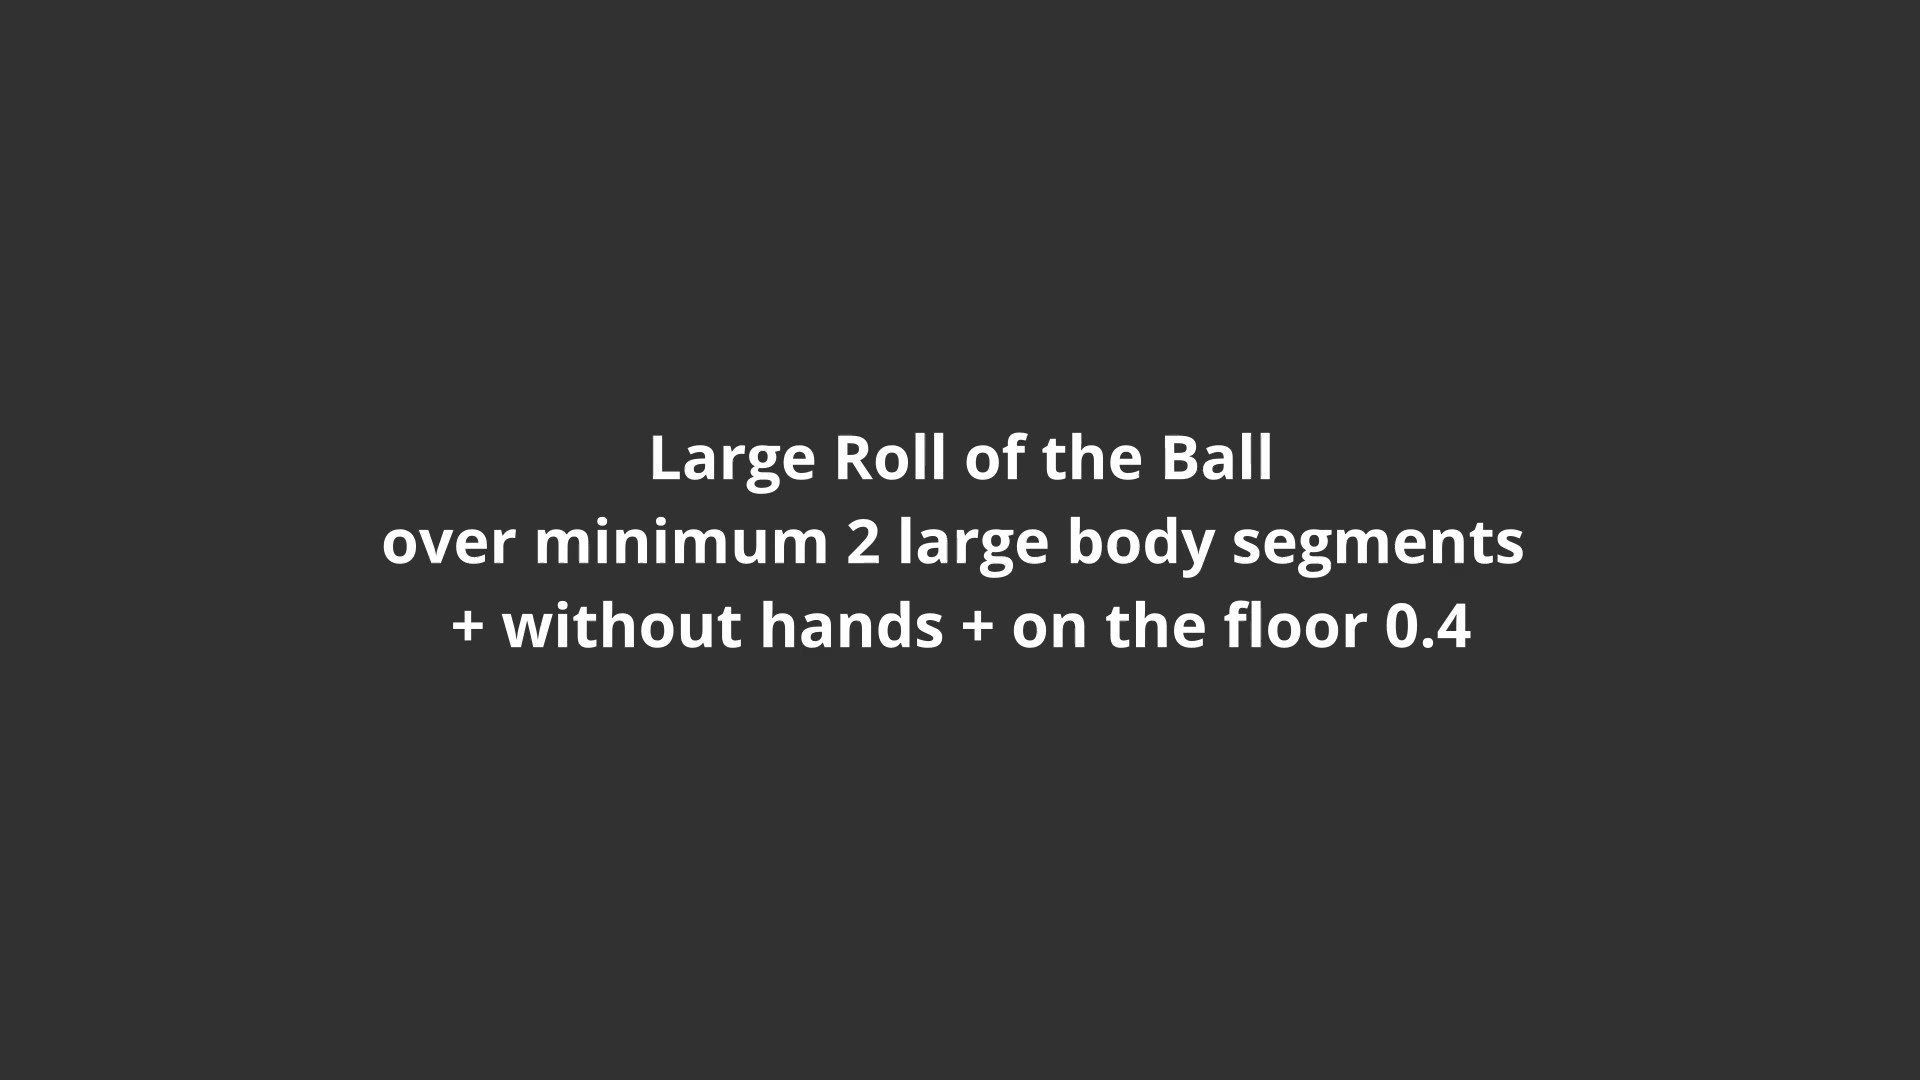 Large Roll of the Ball
over minimum 2 large body segments
+ without hands + on the floor 0.4